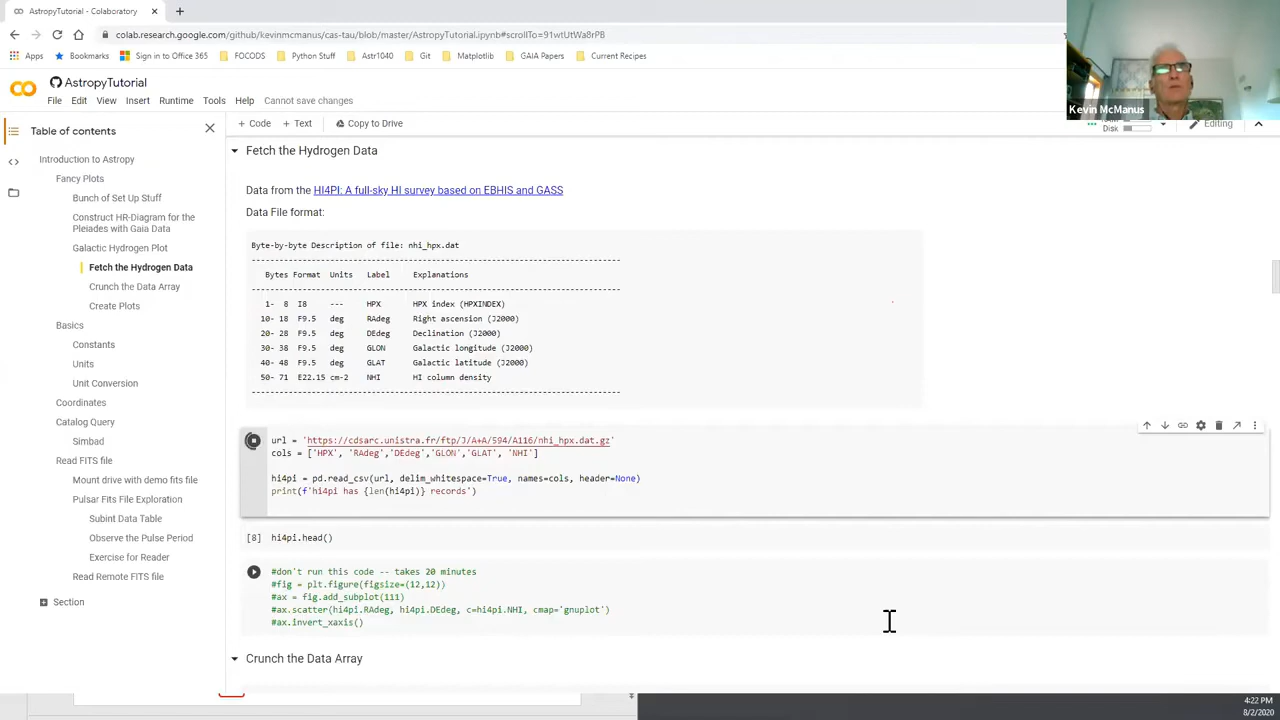 AstropyTutorial - Colaboratory
colab.research.google.com/github/kevinmcmanus/cas-tau/blob/master/AstropyTutorial.ipynb#scrollTo=91wtUtWa8rPB
Apps Bookmarks Sign in to Office 365 FOCODS Python Stuff Astr1040 Git Matplotlib GAIA Papers Current Recipes
Kevin McManus
AstropyTutorial
File Edit View Insert Runtime Tools Help Cannot save changes
Table of contents
+ Code + Text Copy to Drive
Disk
Editing
Introduction to Astropy
Fancy Plots
Bunch of Set Up Stuff
Construct HR-Diagram for the
Pleiades with Gaia Data
Galactic Hydrogen Plot
Fetch the Hydrogen Data
Crunch the Data Array
Create Plots
Basics
Constants
Units
Unit Conversion
Coordinates
Catalog Query
Simbad
Read FITS file
Mount drive with demo fits file
Pulsar Fits File Exploration
Subint Data Table
Observe the Pulse Period
Exercise for Reader
Read Remote FITS file
Section
Fetch the Hydrogen Data
Data from the HI4PI: A full-sky HI survey based on EBHIS and GASS
Data File format:
Byte-by-byte Description of file: nhi_hpx.dat
--------------------------------------------------------------------------------
Bytes Format Units Label Explanations
--------------------------------------------------------------------------------
1- 8 I8 --- HPX HPX index (HPXINDEX)
10- 18 F9.5 deg RAdeg Right ascension (J2000)
20- 28 F9.5 deg DEdeg Declination (J2000)
30- 38 F9.5 deg GLON Galactic longitude (J2000)
40- 48 F9.5 deg GLAT Galactic latitude (J2000)
50- 71 E22.15 cm-2 NHI HI column density
--------------------------------------------------------------------------------
url = 'https://cdsarc.unistra.fr/ftp/J/A+A/594/A116/nhi_hpx.dat.gz'
cols = ['HPX', 'RAdeg','DEdeg','GLON','GLAT', 'NHI']
hi4pi = pd.read_csv(url, delim_whitespace=True, names=cols, header=None)
print(f'hi4pi has {len(hi4pi)} records')
[8] hi4pi.head()
#don't run this code -- takes 20 minutes
#fig = plt.figure(figsize=(12,12))
#ax = fig.add_subplot(111)
#ax.scatter(hi4pi.RAdeg, hi4pi.DEdeg, c=hi4pi.NHI, cmap='gnuplot')
#ax.invert_xaxis()
Crunch the Data Array
4:22 PM
8/2/2020